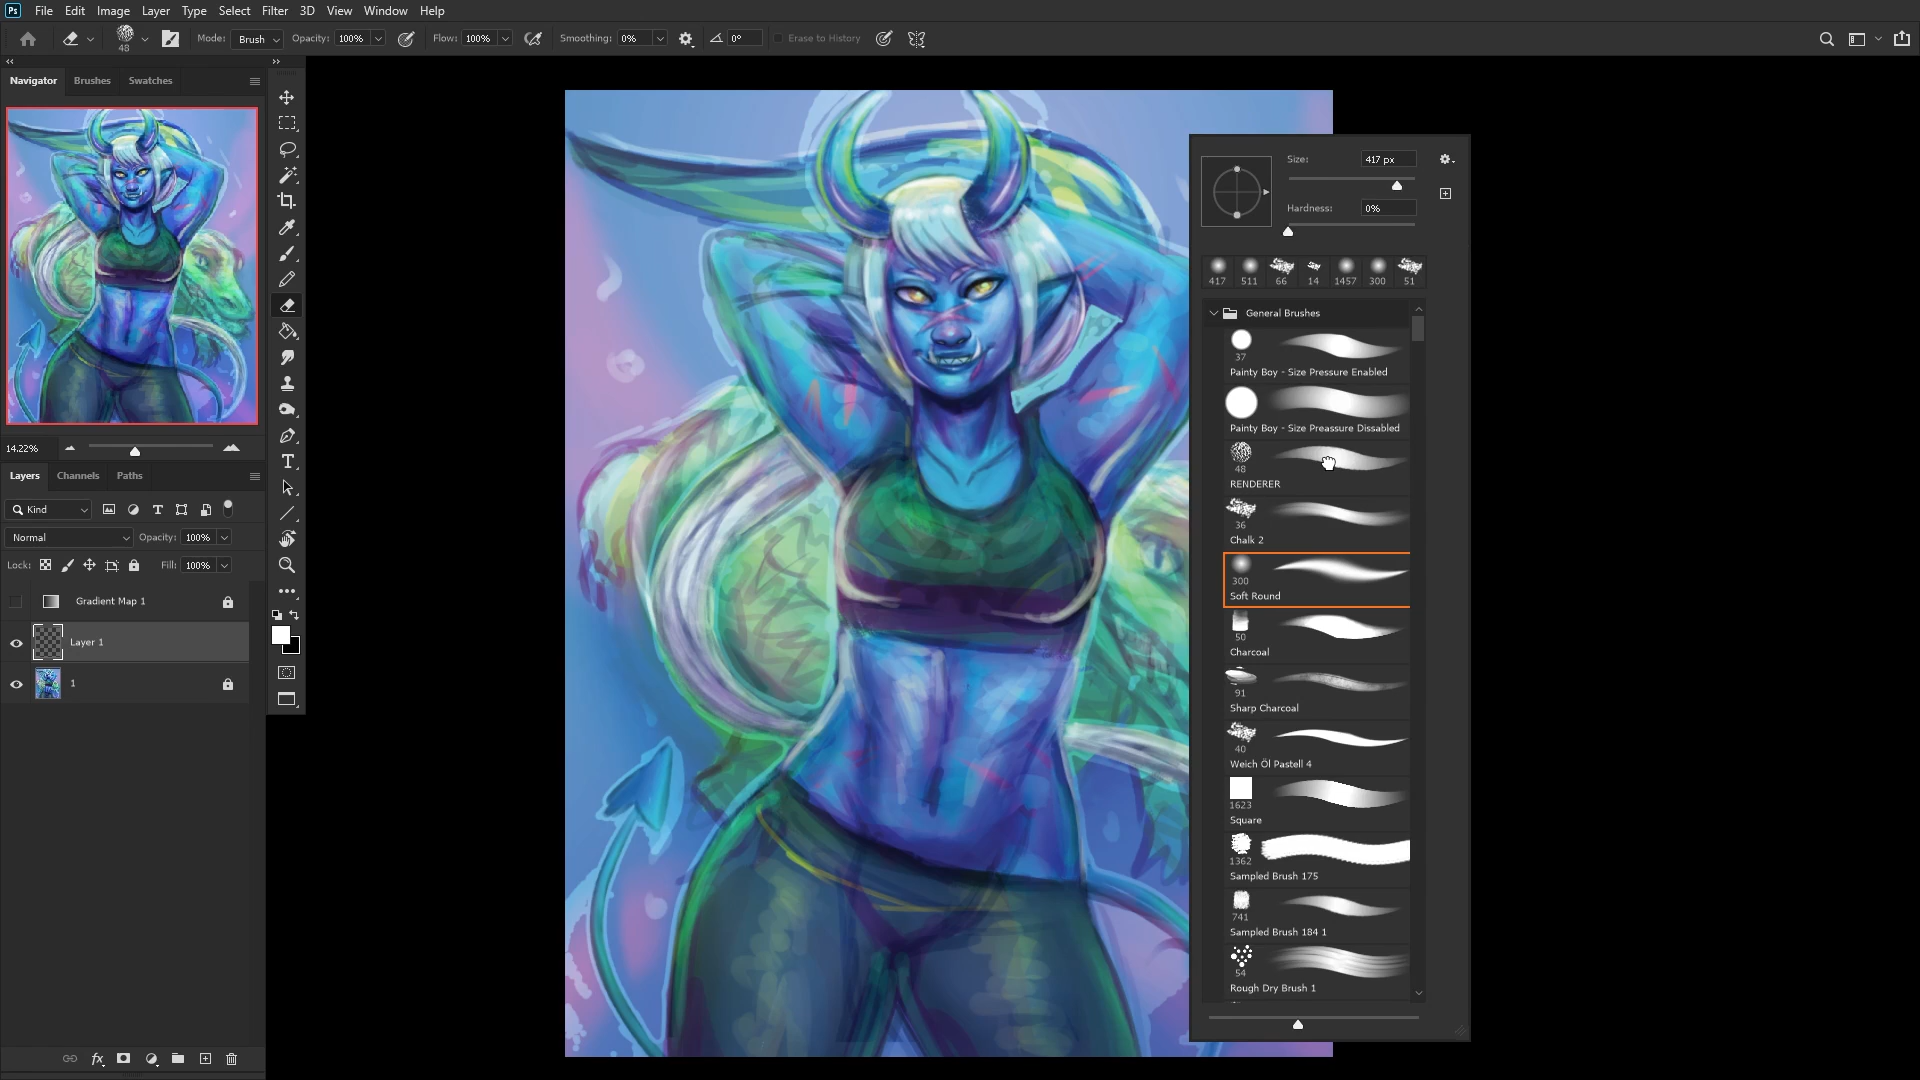 Ps File Edit Image Layer Type Select Filter 3D View Window Help
48 Mode: Brush Opacity: 100% Flow: 100% Smoothing: 0% 0° Erase to History
Navigator Brushes Swatches
14.22%
Layers Channels Paths
Kind
Normal Opacity: 100%
Lock: Fill: 100%
Gradient Map 1
Layer 1
1
fx
Size: 417 px
Hardness: 0%
417 511 66 14 1457 300 51
General Brushes
37
Painty Boy - Size Pressure Enabled
Painty Boy - Size Preassure Dissabled
48
RENDERER
36
Chalk 2
300
Soft Round
50
Charcoal
91
Sharp Charcoal
40
Weich Öl Pastell 4
1623
Square
1362
Sampled Brush 175
741
Sampled Brush 184 1
54
Rough Dry Brush 1